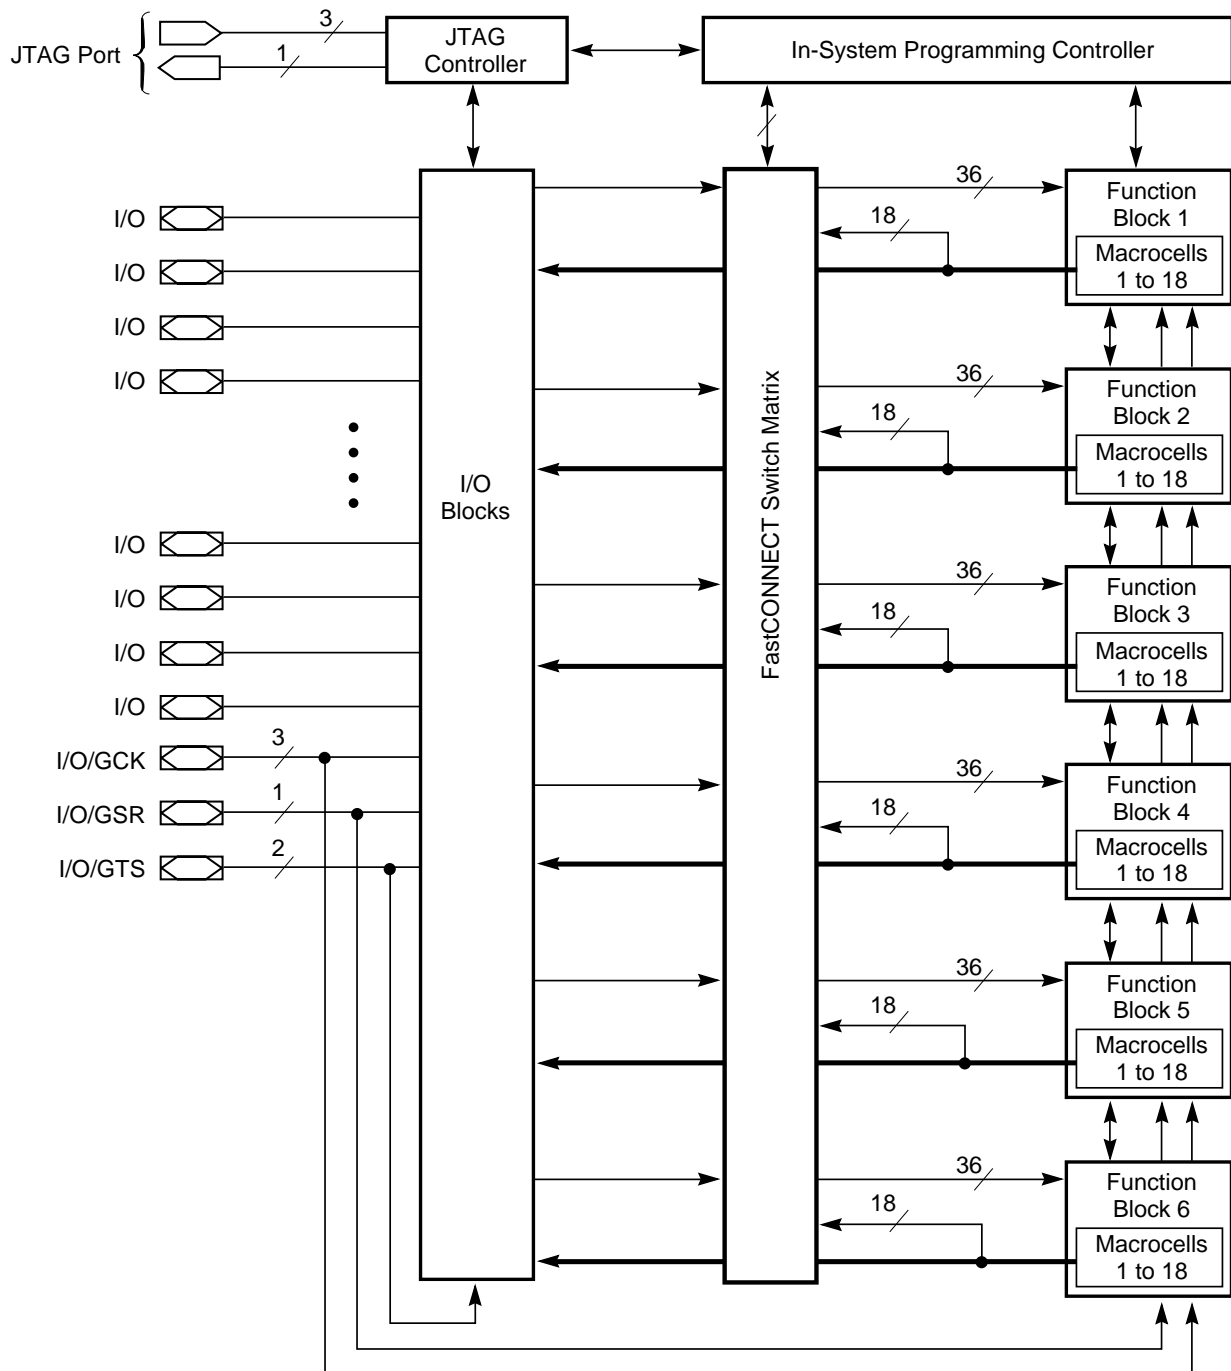 JTAG Port
3
1
JTAG
Controller
In-System Programming Controller
I/O
I/O
I/O
I/O
I/O
I/O
I/O
I/O
I/O/GCK
3
I/O/GSR
1
I/O/GTS
2
I/O
Blocks
FastCONNECT Switch Matrix
36
18
Function
Block 1
Macrocells
1 to 18
36
18
Function
Block 2
Macrocells
1 to 18
36
18
Function
Block 3
Macrocells
1 to 18
36
18
Function
Block 4
Macrocells
1 to 18
36
18
Function
Block 5
Macrocells
1 to 18
36
18
Function
Block 6
Macrocells
1 to 18